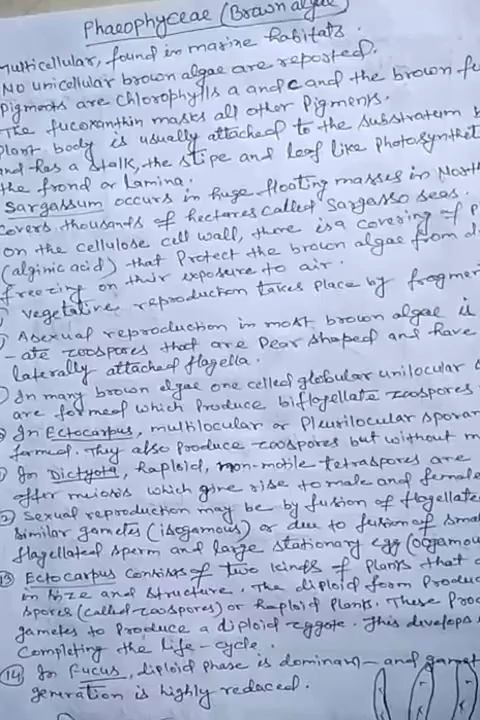 Phaeophyceae (Brown algae)
Multicellular, found in marine habitats.
No unicellular brown algae are reported.
Pigments are chlorophylls a and c and the brown fu
The fucoxanthin masks all other Pigments.
Plant body is usually attached to the substratum b
and has a stalk, the stipe and leaf like Photosynthet
the frond or lamina.
Sargassum occurs in huge floating masses in North
Covers thousands of hectares called Sargasso seas.
On the cellulose cell wall, there is a covering of P
(alginic acid) that Protect the brown algae from d
freezing on their exposure to air.
Vegetative reproduction takes place by fragmen
Asexual reproduction in most brown algae is
-ate zoospores that are Pear shaped and have
laterally attached flagella.
In many brown algae one celled globular unilocular
are formed which Produce biflagellate zoospores
In Ectocarpus, multilocular or Pleurilocular sporan
formed. They also Produce zoospores but without m
In Dictyota, haploid, non-motile tetraspores are
after meiosis which give rise to male and female
Sexual reproduction may be by fusion of flagellate
similar gametes (isogamous) or due to fusion of smal
flagellated sperm and large stationary egg (oogamou
13 Ectocarpus consists of two kinds of Plants that
in size and structure. The diploid form Produc
spores (called zoospores) or haploid Plants. These Pro
gametes to Produce a diploid zygote. This develops
Completing the life-cycle.
14 In Fucus, diploid phase is dominant and gamet
generation is highly reduced.